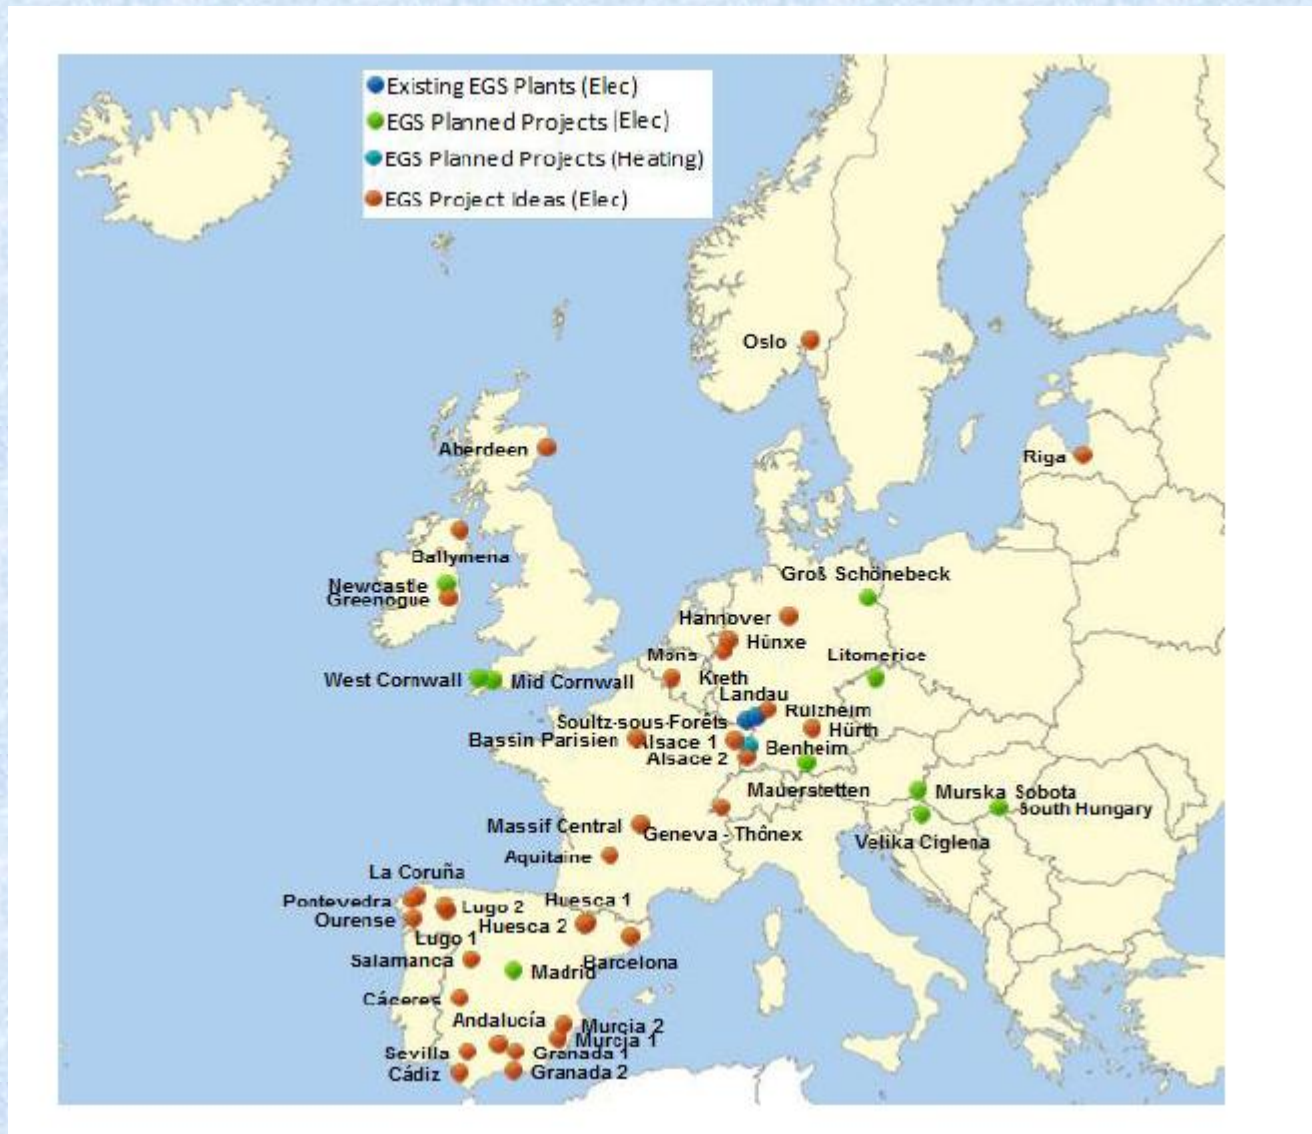 Existing EGS Plants (Elec)
EGS Planned Projects (Elec)
EGS Planned Projects (Heating)
EGS Project Ideas (Elec)
Oslo
Aberdeen
Riga
Ballymena
Newcastle
Greenogue
Groß Schönebeck
Hannover
Hünxe
Mons
Litomerice
West Cornwall
Mid Cornwall
Kreth
Landau
Rülzheim
Soultz-sous-Forêts
Hürth
Bassin Parisien
Alsace 1
Benheim
Alsace 2
Mauerstetten
Murska Sobota
South Hungary
Massif Central
Geneva - Thônex
Velika Ciglena
Aquitaine
La Coruña
Pontevedra
Huesca 1
Lugo 2
Ourense
Huesca 2
Lugo 1
Salamanca
Barcelona
Madrid
Cáceres
Andalucía
Murcia 2
Murcia 1
Sevilla
Granada 1
Cádiz
Granada 2